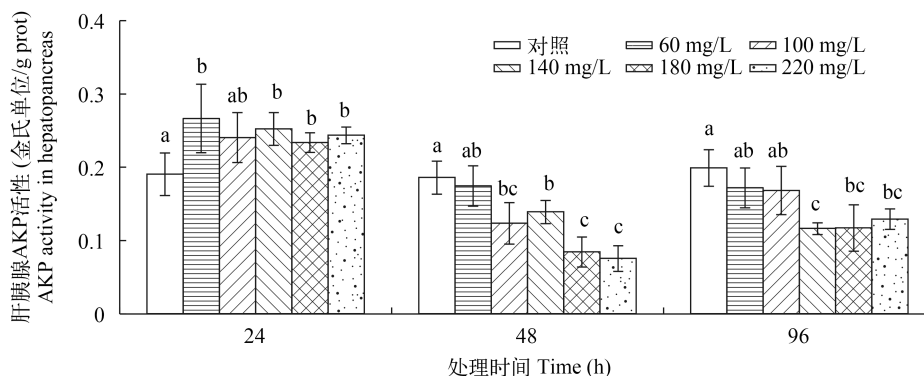 肝胰腺AKP活性 (金氏单位/g prot)
AKP activity in hepatopancreas
0.4
0.3
0.2
0.1
0
对照 60 mg/L 100 mg/L
140 mg/L 180 mg/L 220 mg/L
a b ab b b b
a ab bc b c c
a ab ab c bc bc
24 48 96
处理时间 Time (h)